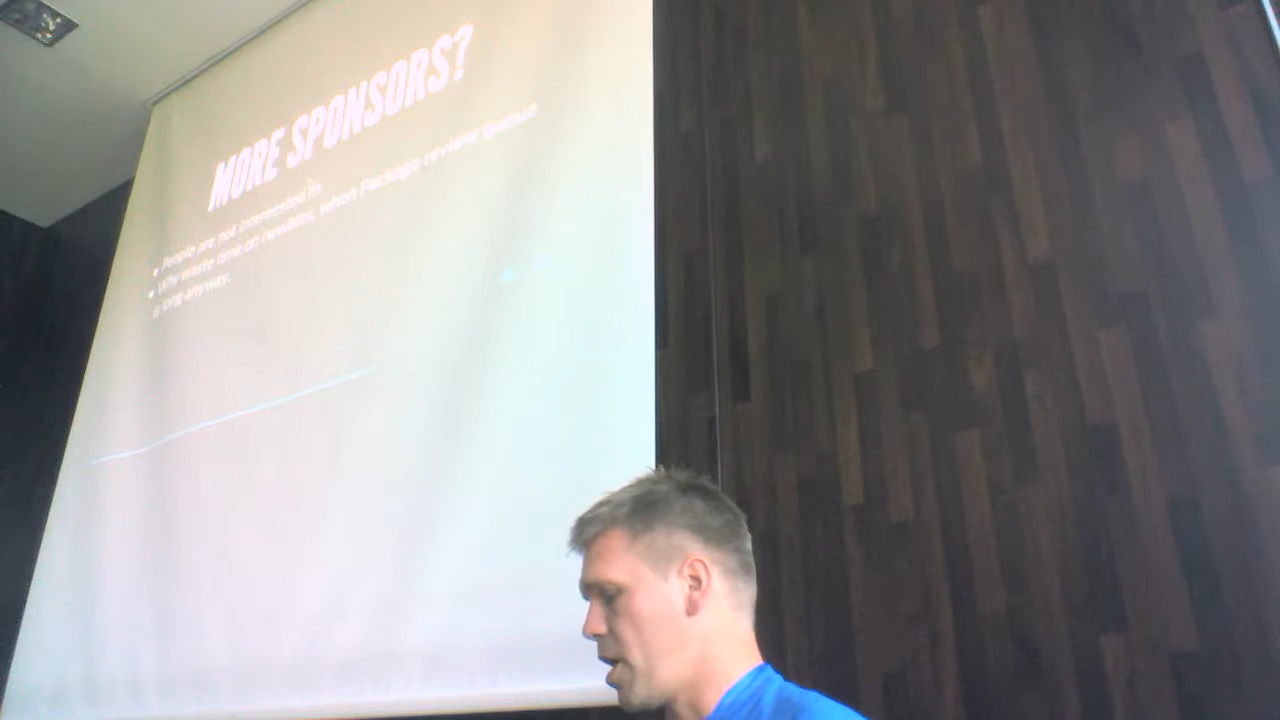 MORE SPONSORS?
• People are not interested in
• Why waste time on newbies, when Package review queue
is long anyway.